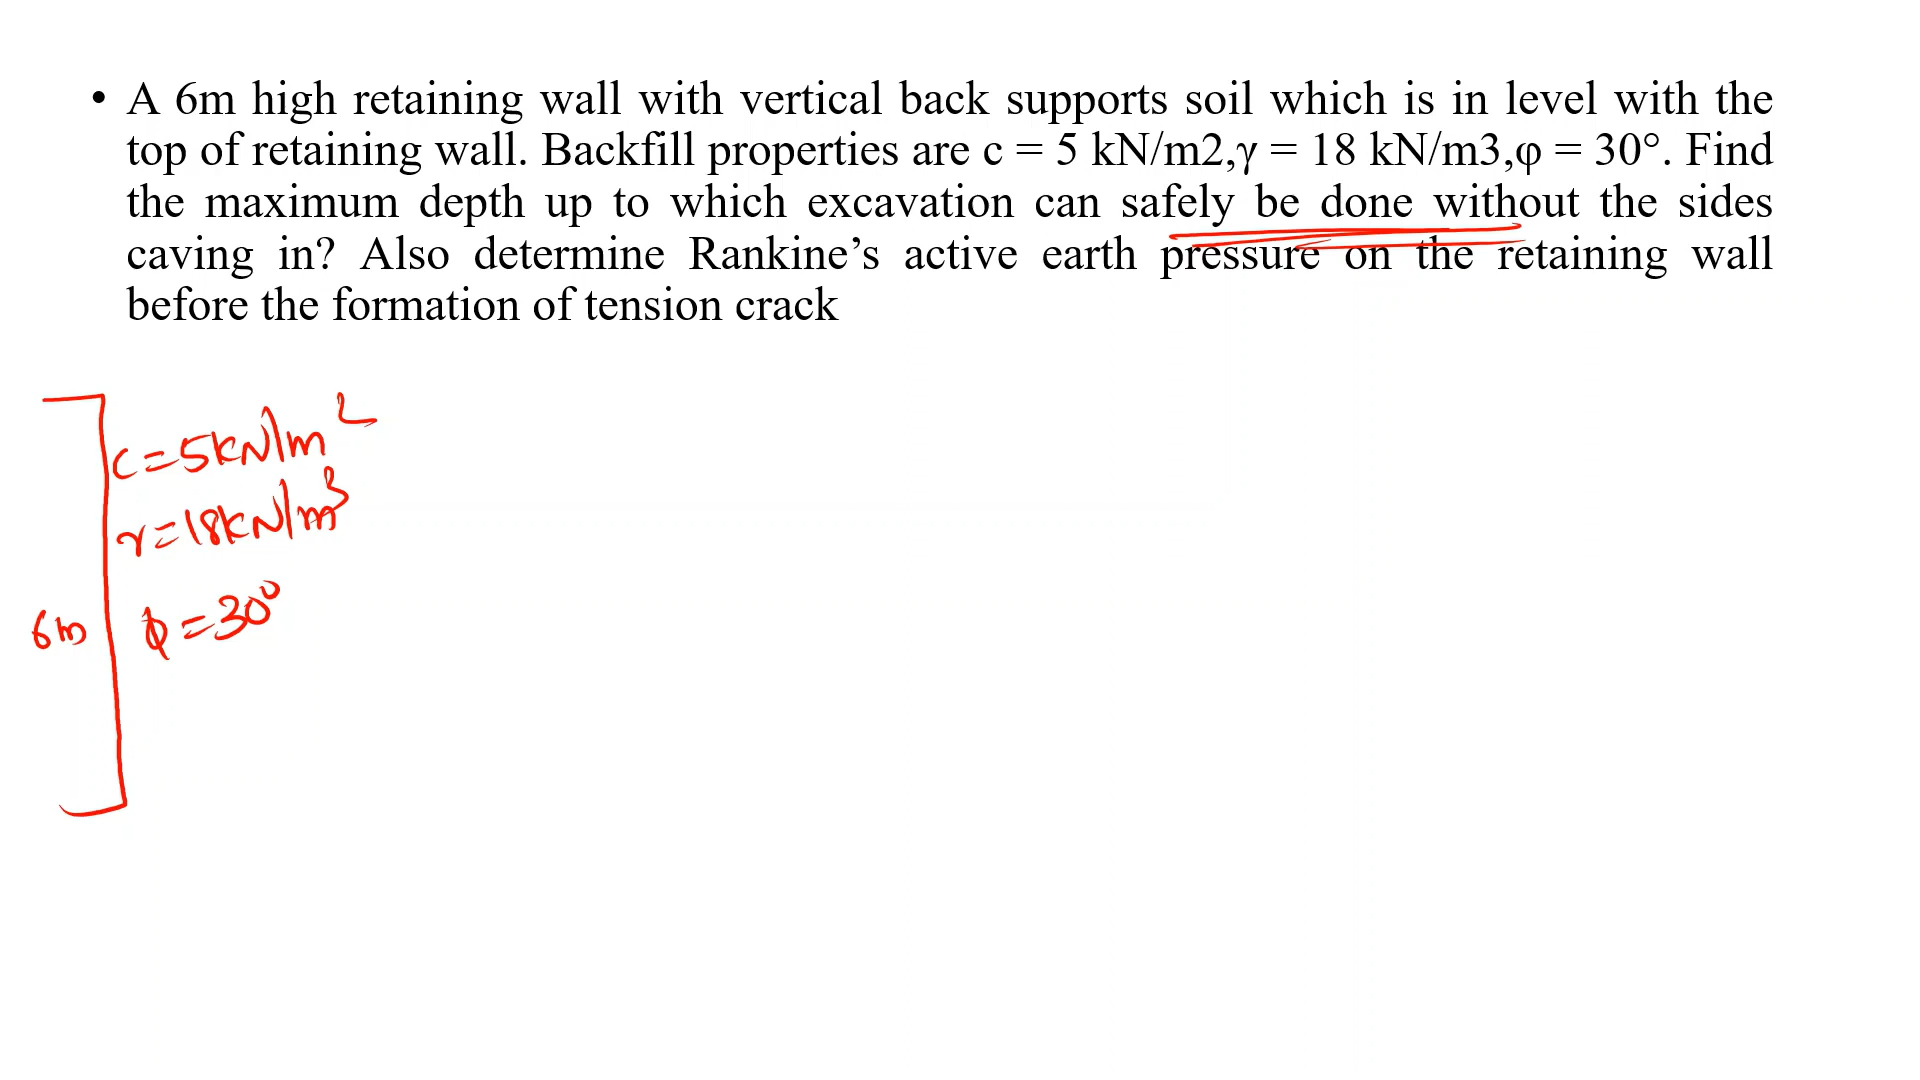 • A 6m high retaining wall with vertical back supports soil which is in level with the
top of retaining wall. Backfill properties are c = 5 kN/m2,γ = 18 kN/m3,φ = 30°. Find
the maximum depth up to which excavation can safely be done without the sides
caving in? Also determine Rankine’s active earth pressure on the retaining wall
before the formation of tension crack
c=5kN/m²
γ=18kN/m³
ϕ=30°
6m